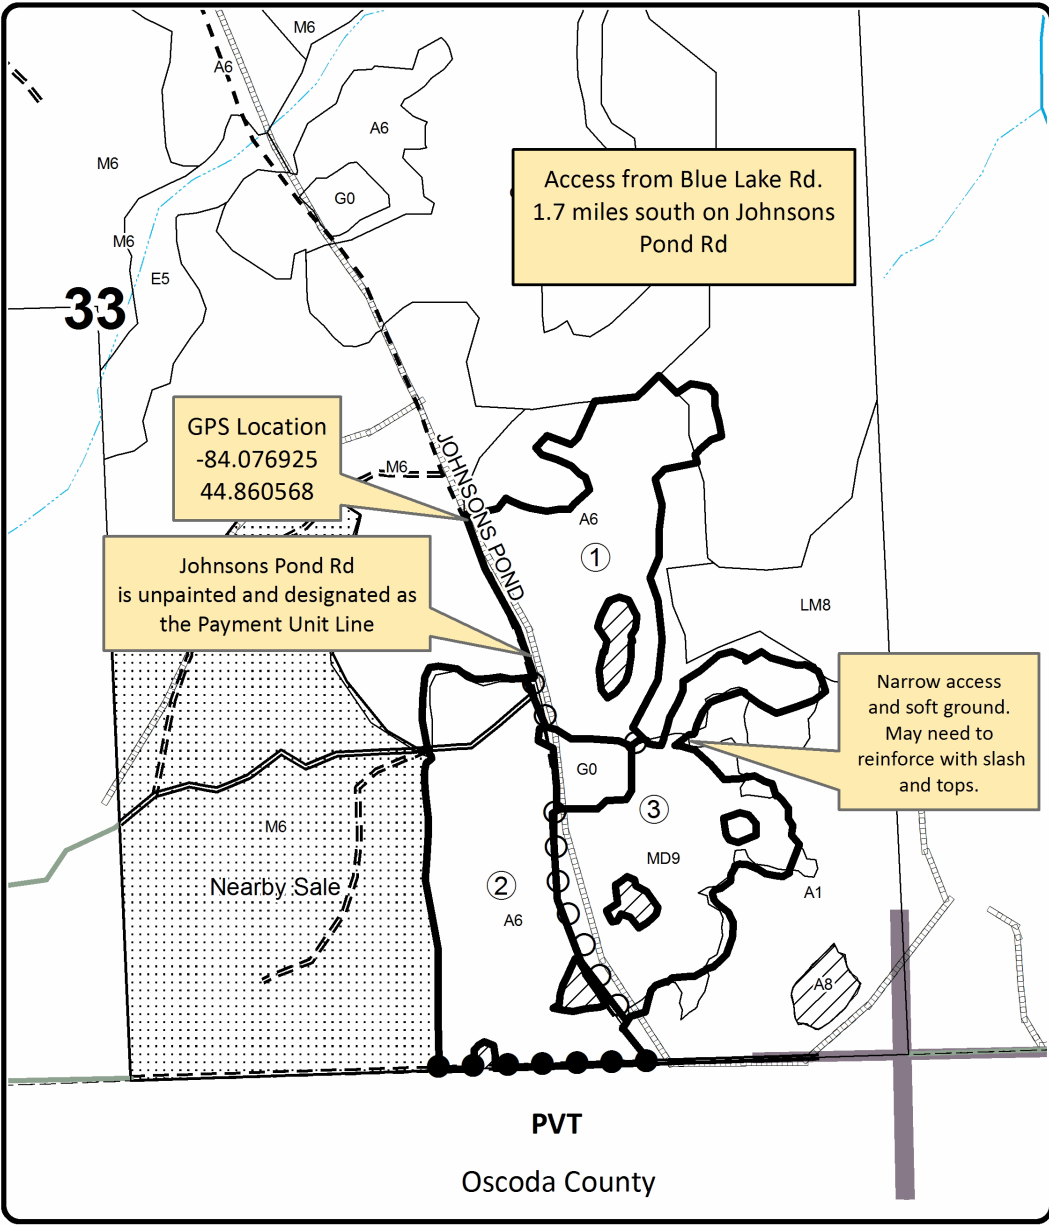 M6
A6
A6
M6
G0
M6
E5
33
Access from Blue Lake Rd.
1.7 miles south on Johnsons
Pond Rd
GPS Location
-84.076925
44.860568
M6
JOHNSONS POND
A6
1
Johnsons Pond Rd
is unpainted and designated as
the Payment Unit Line
LM8
Narrow access
and soft ground.
May need to
reinforce with slash
and tops.
G0
3
M6
MD9
Nearby Sale
2
A6
A1
A8
PVT
Oscoda County